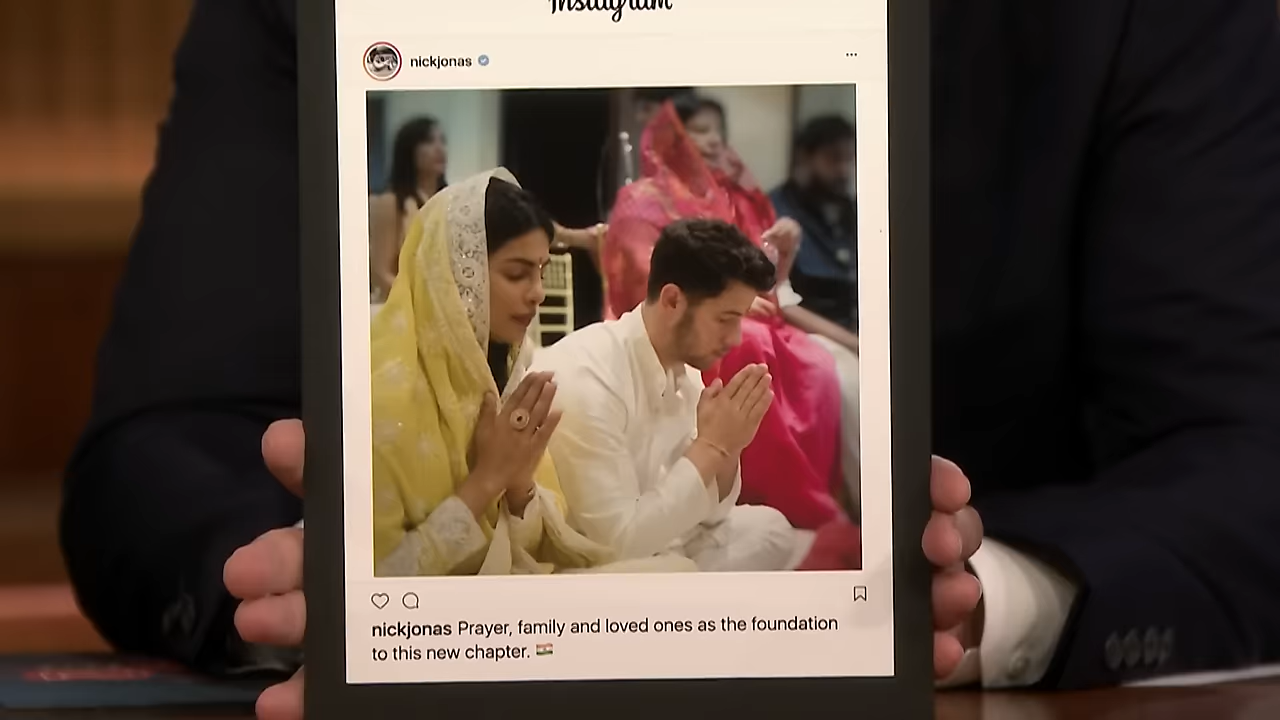 Instagram
nickjonas
nickjonas Prayer, family and loved ones as the foundation
to this new chapter. 🇮🇳